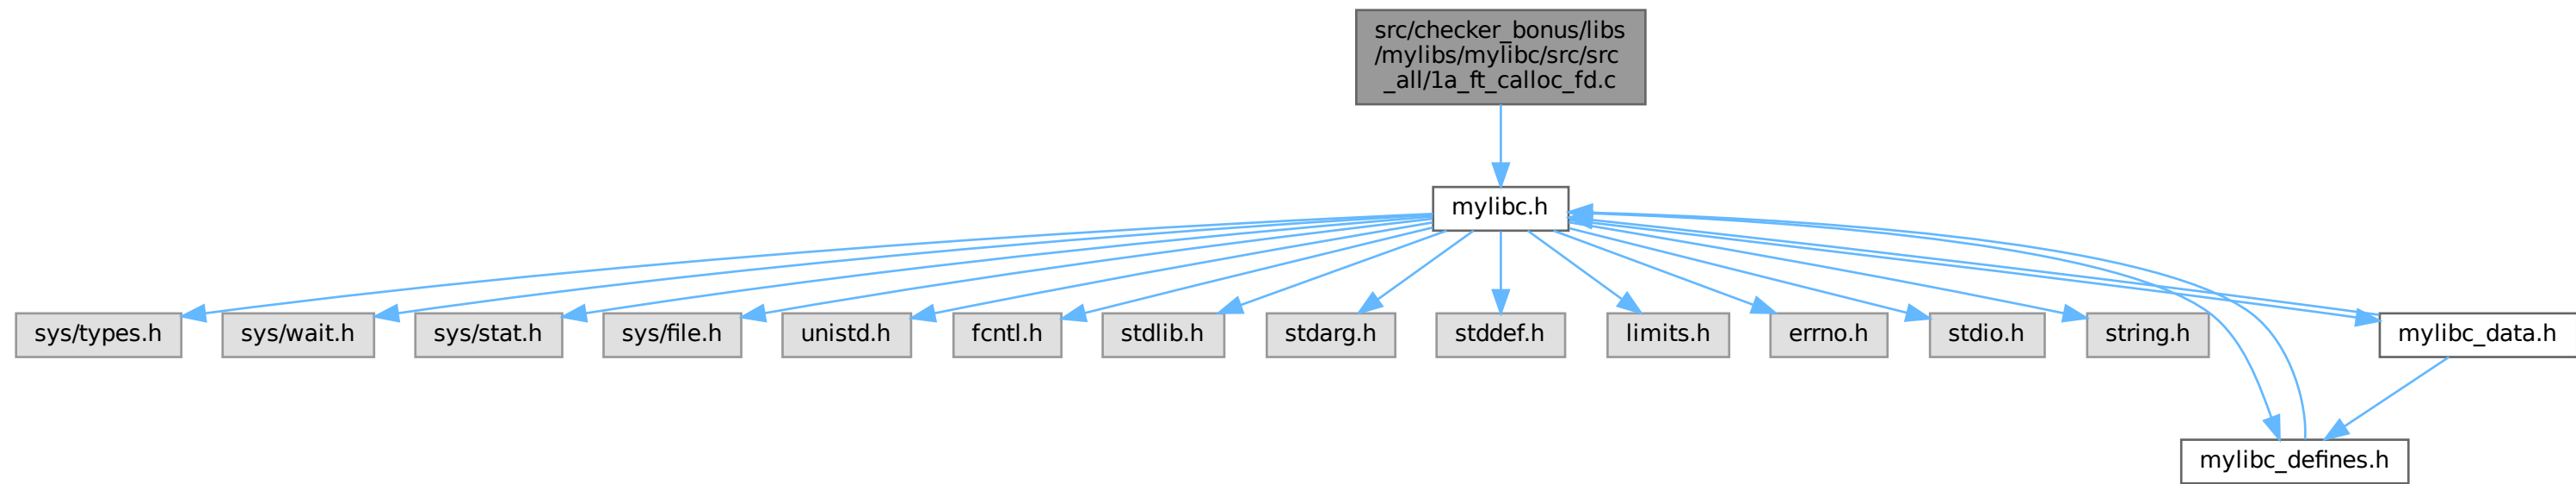 src/checker_bonus/libs
/mylibs/mylibc/src/src
_all/1a_ft_calloc_fd.c
mylibc.h
sys/types.h
sys/wait.h
sys/stat.h
sys/file.h
unistd.h
fcntl.h
stdlib.h
stdarg.h
stddef.h
limits.h
errno.h
stdio.h
string.h
mylibc_data.h
mylibc_defines.h